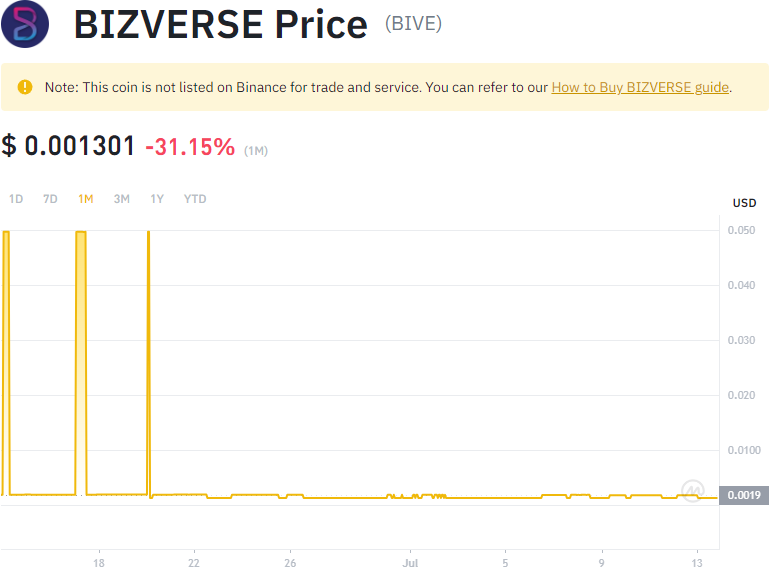 BIZVERSE Price (BIVE)
Note: This coin is not listed on Binance for trade and service. You can refer to our How to Buy BIZVERSE guide.
$ 0.001301 -31.15% (1M)
1D 7D 1M 3M 1Y YTD
USD
0.050
0.040
0.030
0.020
0.0100
0.0019
18 22 26 Jul 5 9 13